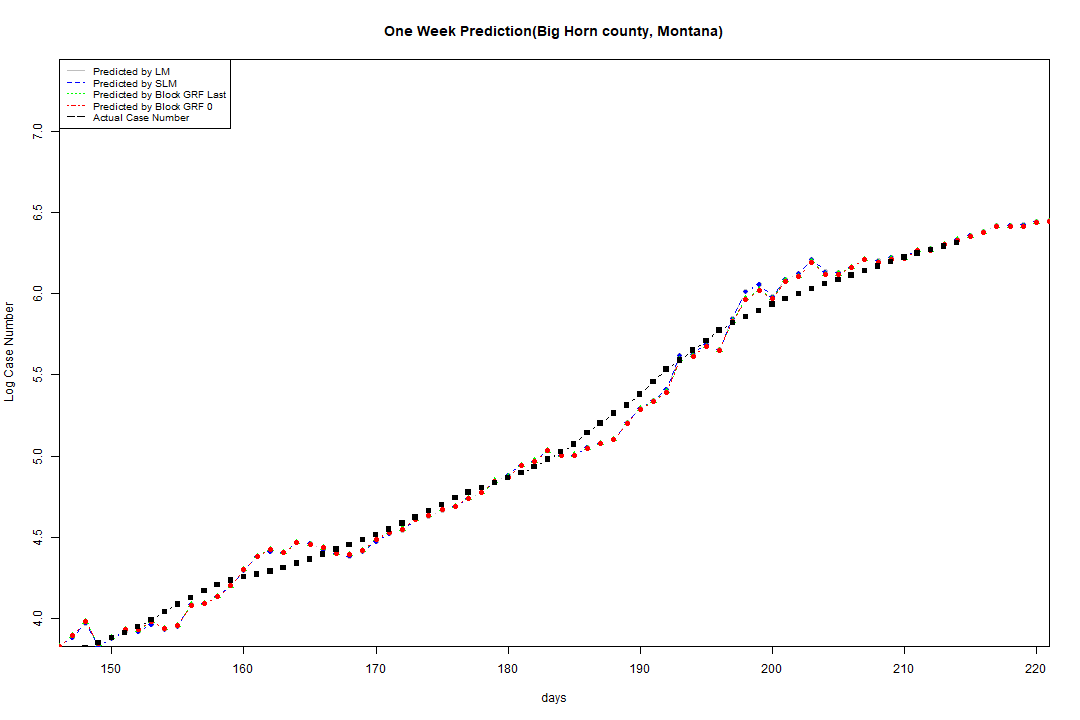 One Week Prediction(Big Horn county, Montana)
Predicted by LM
Predicted by SLM
Predicted by Block GRF Last
Predicted by Block GRF 0
Actual Case Number
7.0
6.5
6.0
5.5
5.0
4.5
4.0
Log Case Number
150 160 170 180 190 200 210 220
days